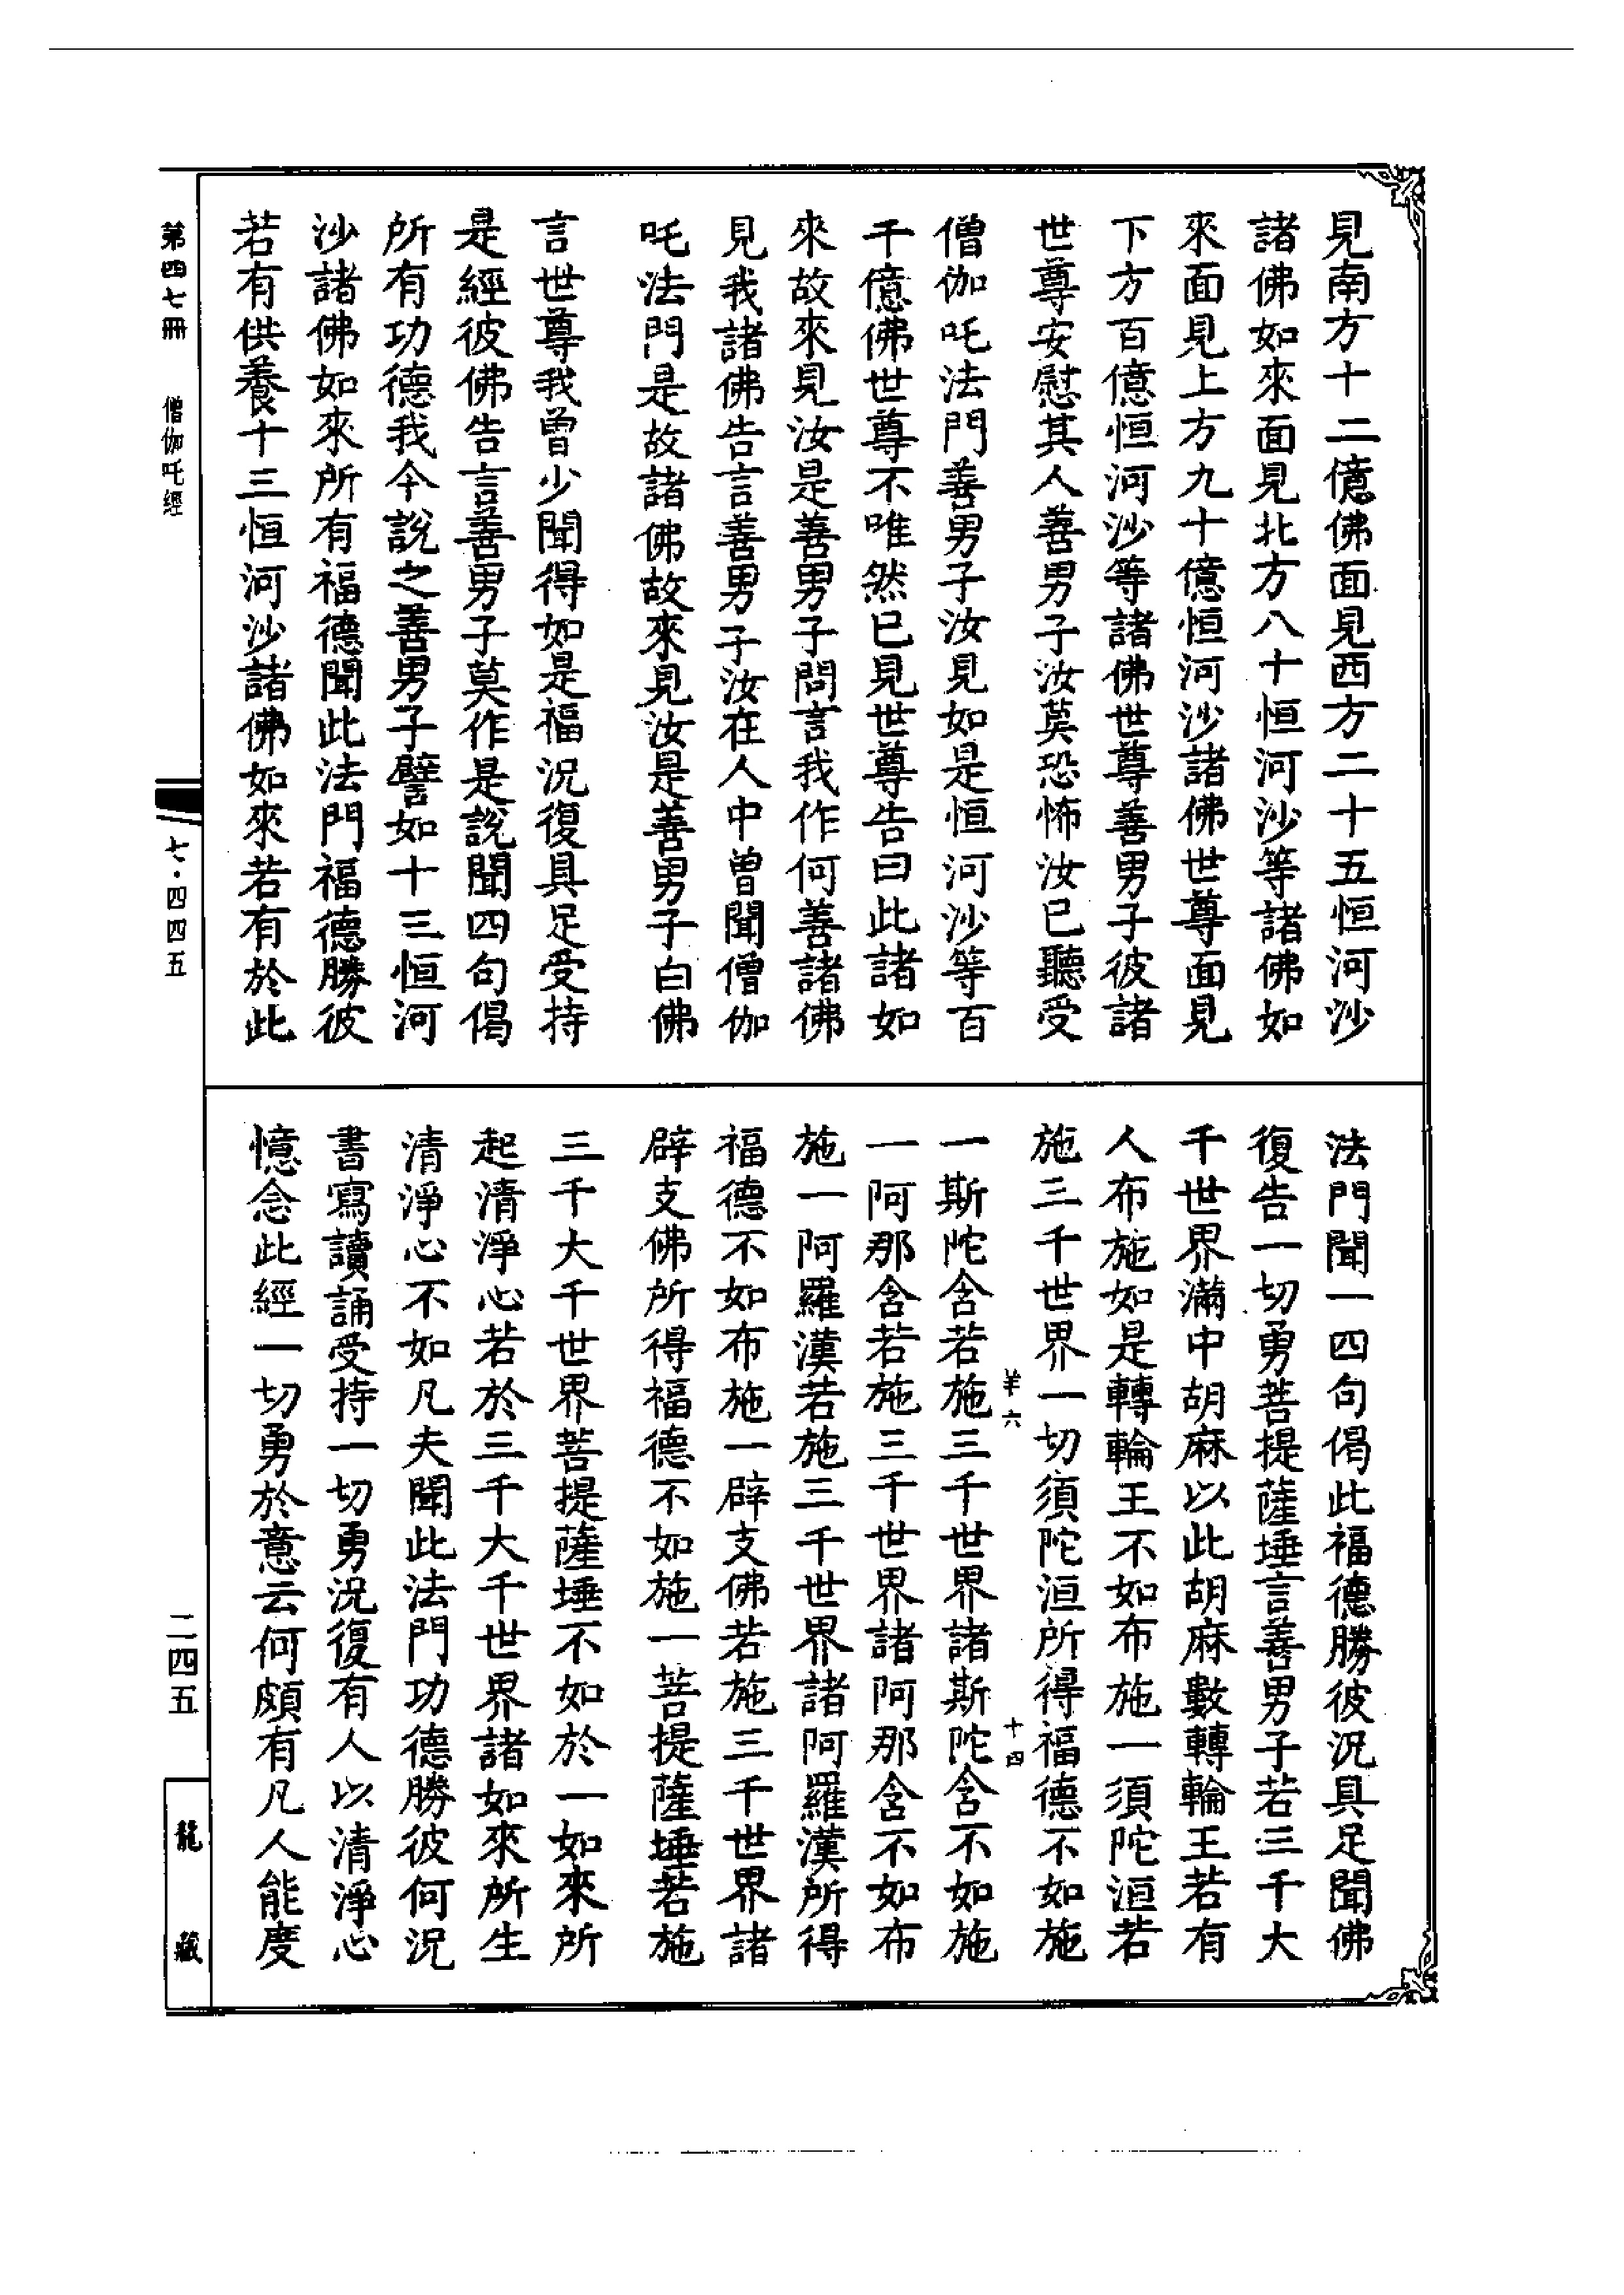 見南方十二億佛面見西方二十五恒河沙
諸佛如來面見北方八十恒河沙等諸佛如
來面見上方九十億恒河沙諸佛世尊面見
下方百億恒河沙等諸佛世尊善男子彼諸
世尊安慰其人善男子汝莫恐怖汝已聽受
僧伽吒法門善男子汝見如是恒河沙等百
千億佛世尊不唯然已見世尊告曰此諸如
來故來見汝是善男子問言我作何善諸佛
見我諸佛告言善男子汝在人中曾聞僧伽
吒法門是故諸佛故來見汝是善男子白佛
言世尊我曾少聞得如是福況復具足受持
是經彼佛告言善男子莫作是說聞四句偈
所有功德我今說之善男子譬如十三恒河
沙諸佛如來所有福德聞此法門福德勝彼
若有供養十三恒河沙諸佛如來若有於此
法門聞一四句偈此福德勝彼況具足聞佛
復告一切勇菩提薩埵言善男子若三千大
千世界滿中胡麻以此胡麻數轉輪王若有
人布施如是轉輪王不如布施一須陀洹若
施三千世界一切須陀洹所得福德不如施
羊六 十四
一斯陀含若施三千世界諸斯陀含不如施
一阿那含若施三千世界諸阿那含不如布
施一阿羅漢若施三千世界諸阿羅漢所得
福德不如布施一辟支佛若施三千世界諸
辟支佛所得福德不如施一菩提薩埵若施
三千大千世界菩提薩埵不如於一如來所
起清淨心若於三千大千世界諸如來所生
清淨心不如凡夫聞此法門功德勝彼何況
書寫讀誦受持一切勇況復有人以清淨心
憶念此經一切勇於意云何頗有凡人能度
第四七冊 僧伽吒經
七·四四五
二四五
龍藏